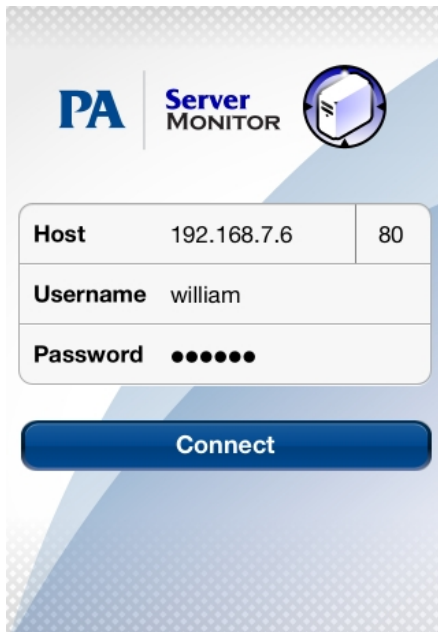 PA Server
MONITOR
Host 192.168.7.6 80
Username william
Password ●●●●●●
Connect